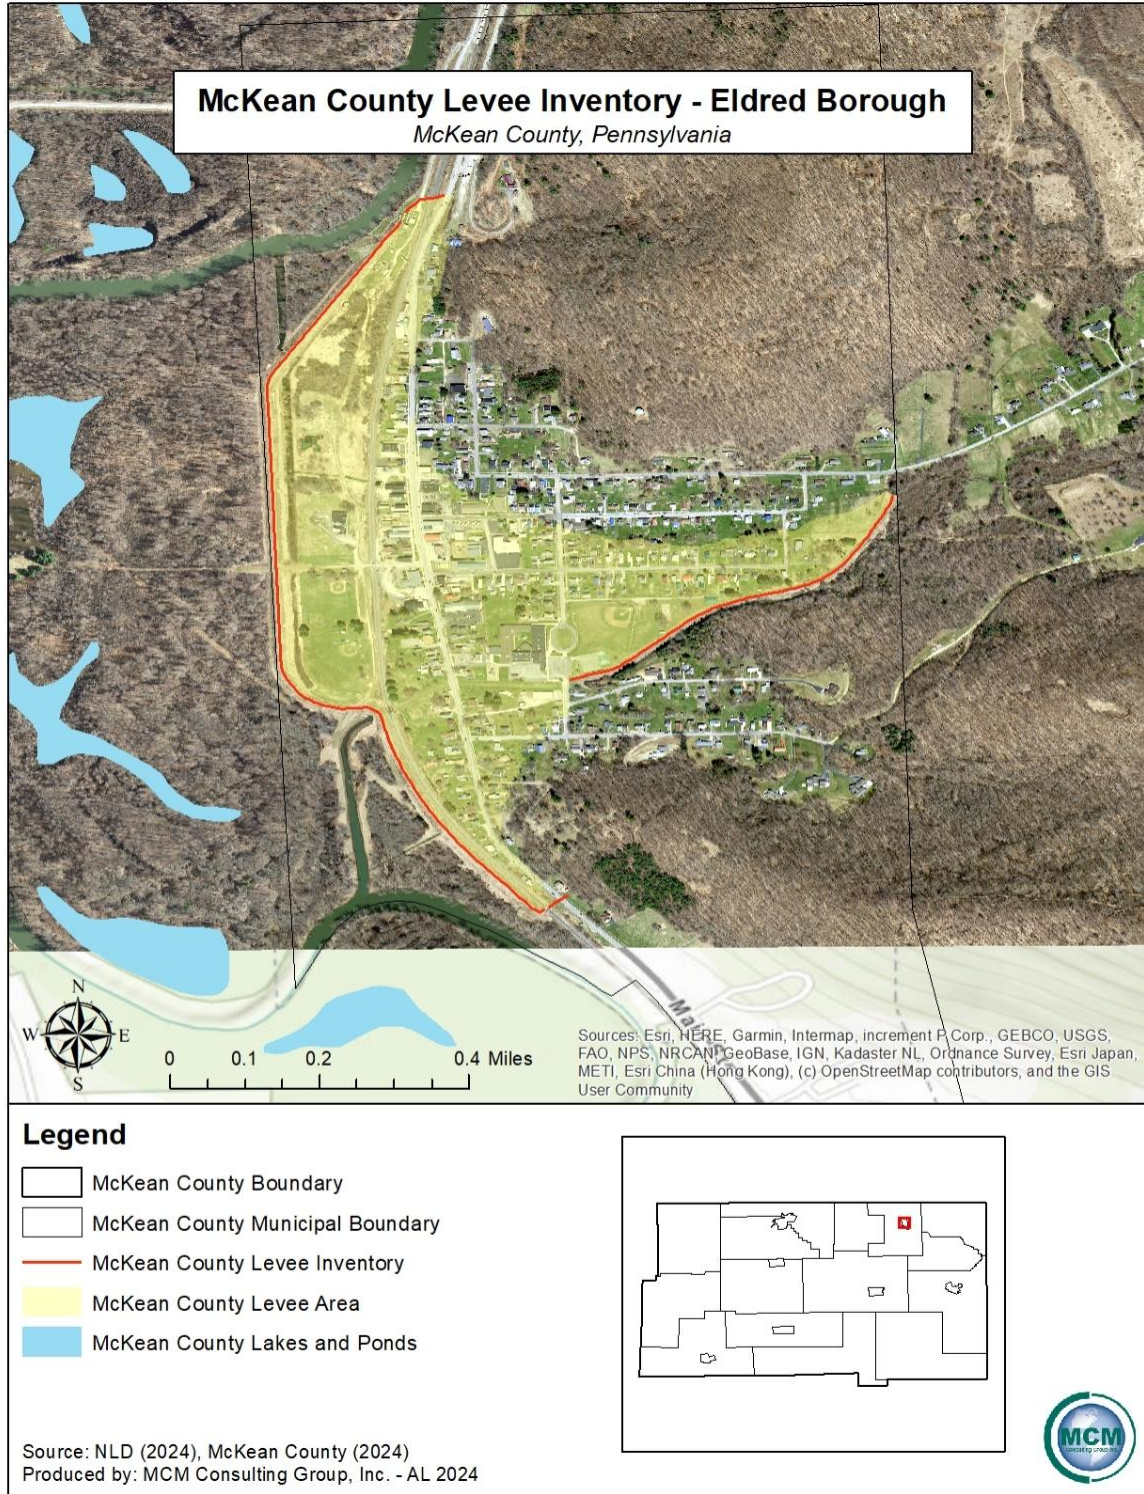 McKean County Levee Inventory - Eldred Borough
McKean County, Pennsylvania
N
W
E
S
0 0.1 0.2 0.4 Miles
Sources: Esri, HERE, Garmin, Intermap, increment P Corp., GEBCO, USGS,
FAO, NPS, NRCAN, GeoBase, IGN, Kadaster NL, Ordnance Survey, Esri Japan,
METI, Esri China (Hong Kong), (c) OpenStreetMap contributors, and the GIS
User Community
Legend
McKean County Boundary
McKean County Municipal Boundary
McKean County Levee Inventory
McKean County Levee Area
McKean County Lakes and Ponds
Source: NLD (2024), McKean County (2024)
Produced by: MCM Consulting Group, Inc. - AL 2024
MCM
Consulting Group Inc.